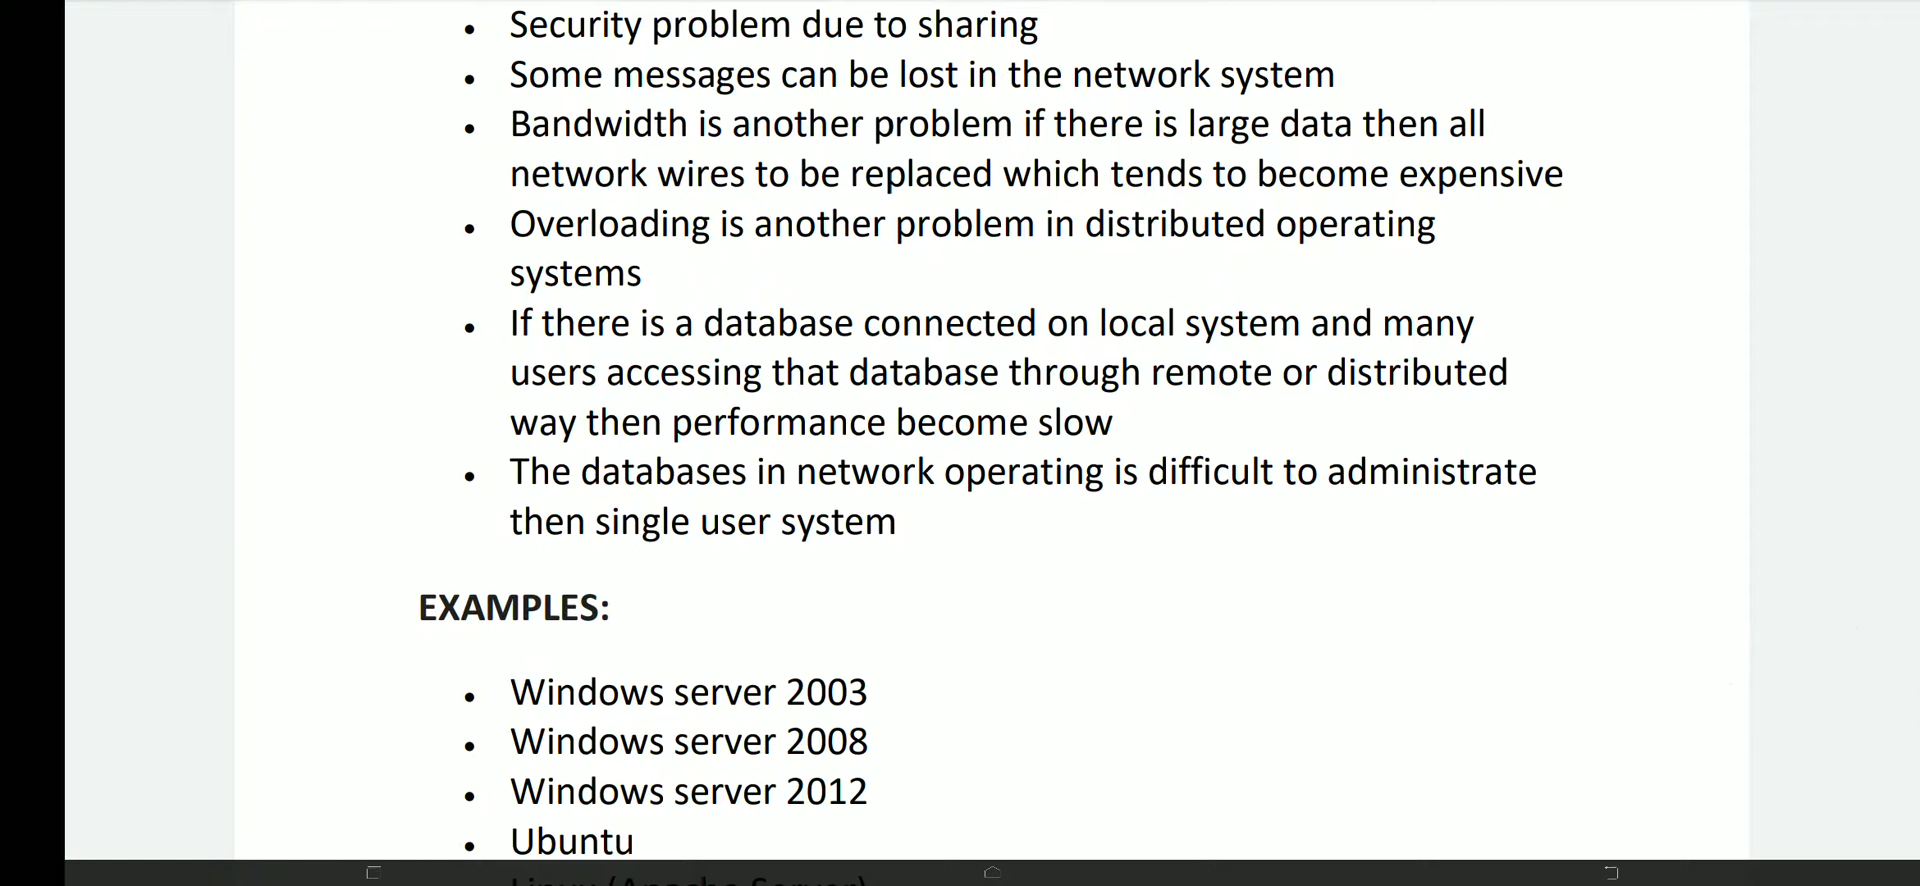 • Security problem due to sharing
• Some messages can be lost in the network system
• Bandwidth is another problem if there is large data then all
network wires to be replaced which tends to become expensive
• Overloading is another problem in distributed operating
systems
• If there is a database connected on local system and many
users accessing that database through remote or distributed
way then performance become slow
• The databases in network operating is difficult to administrate
then single user system
EXAMPLES:
• Windows server 2003
• Windows server 2008
• Windows server 2012
• Ubuntu
Linux (Apache Server)